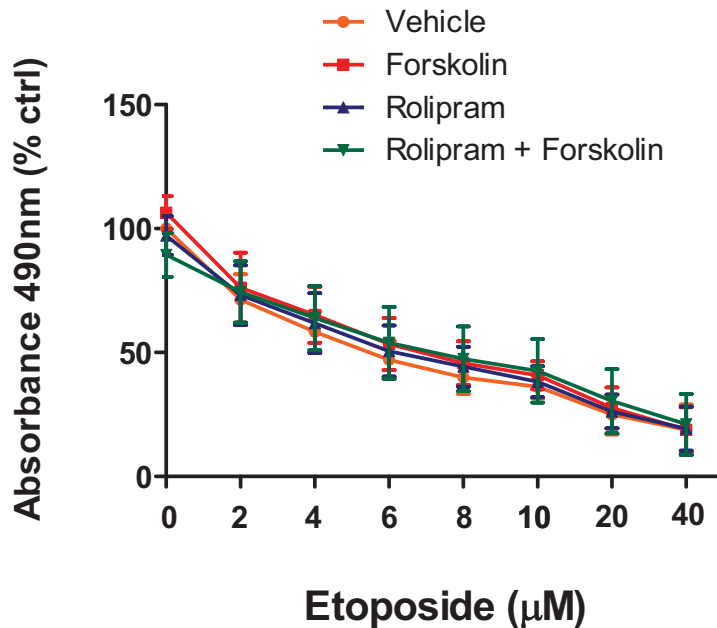 Vehicle
Forskolin
Rolipram
Rolipram + Forskolin
Absorbance 490nm (% ctrl)
150
100
50
0
0 2 4 6 8 10 20 40
Etoposide (μM)